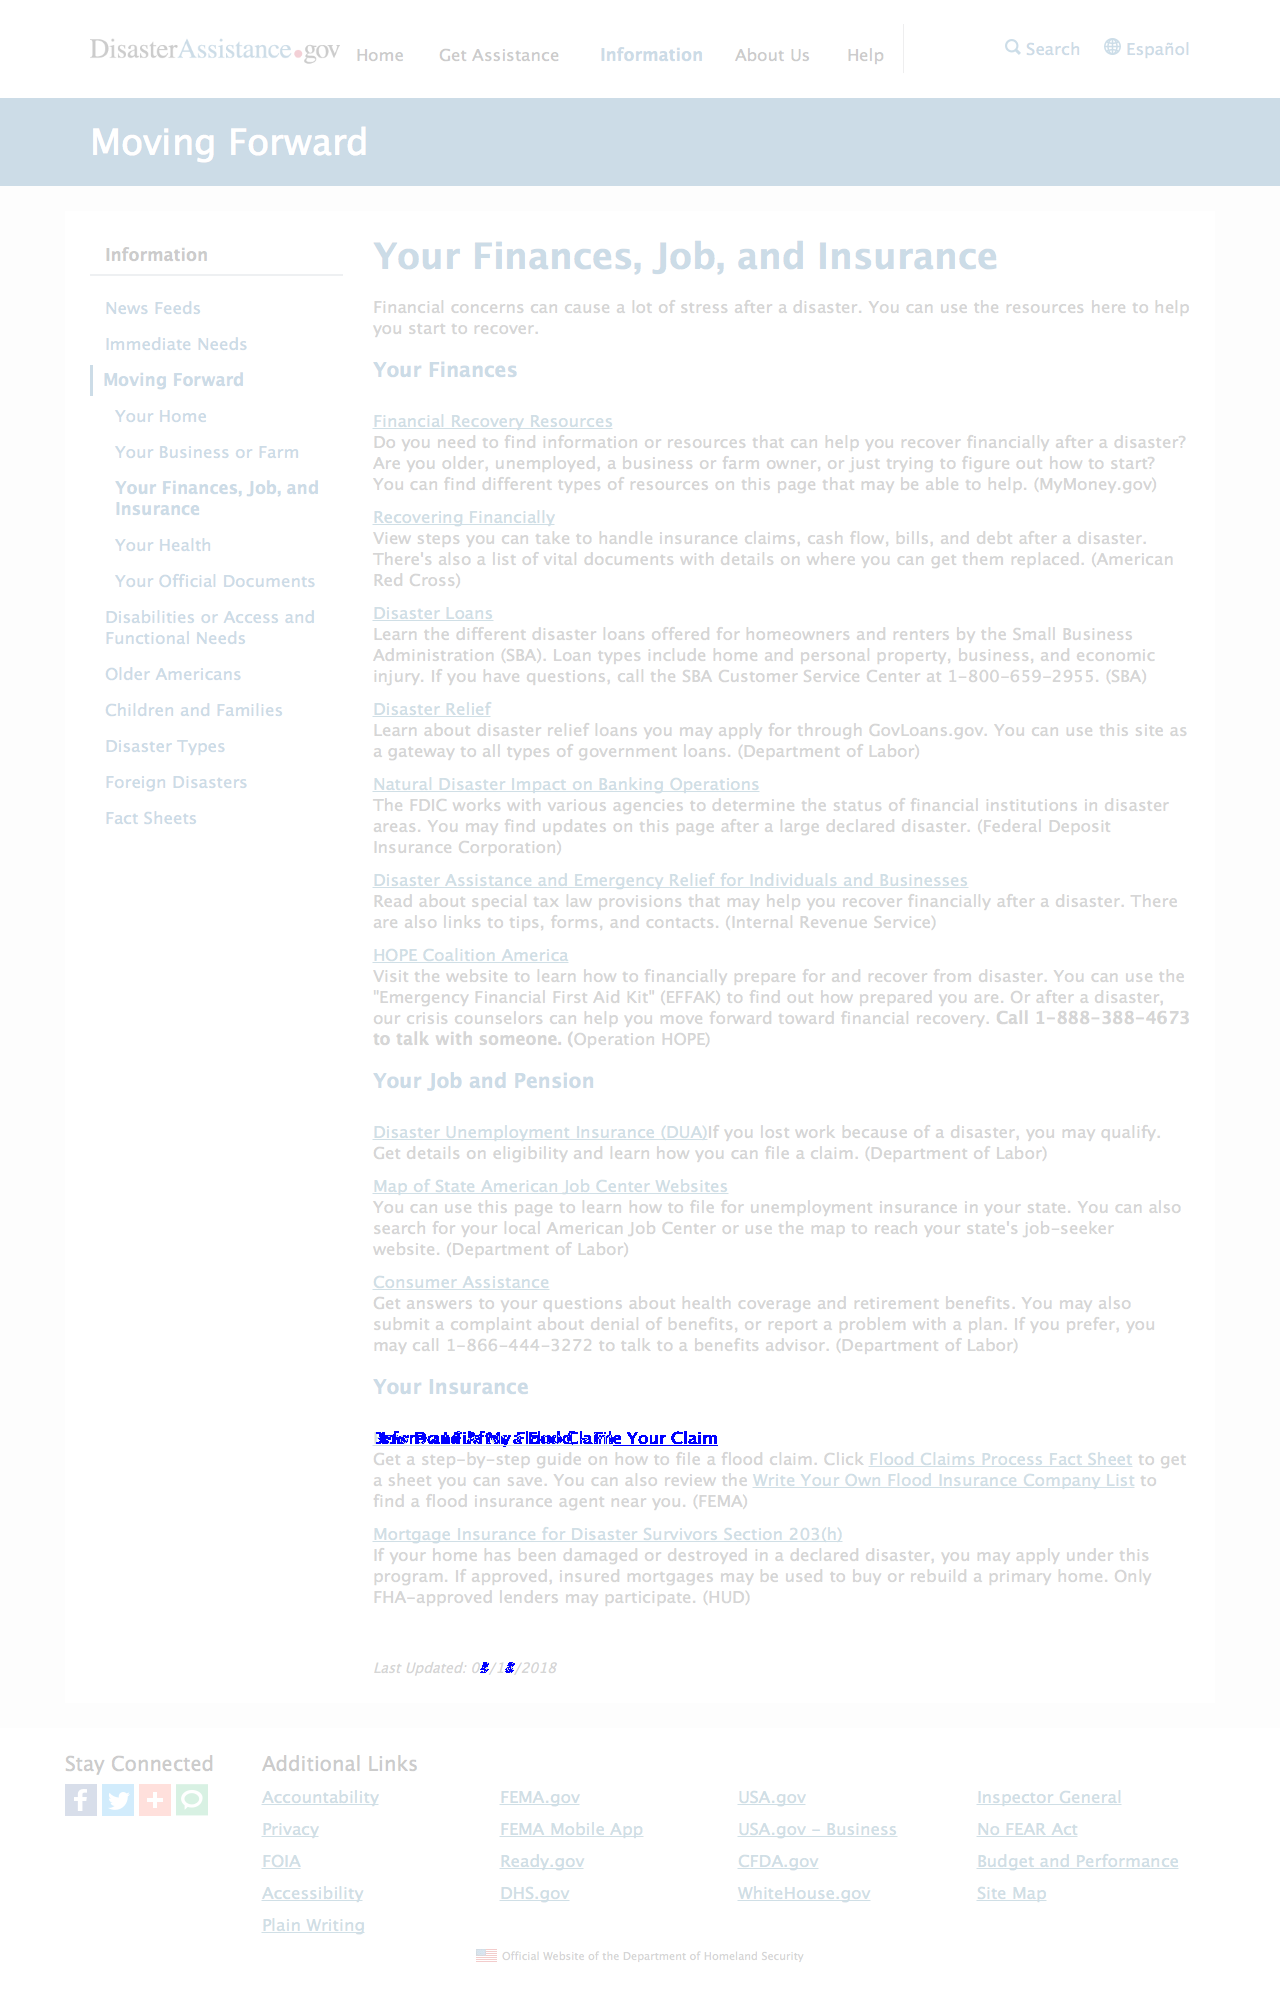 DisasterAssistance.gov Home Get Assistance Information About Us Help Search Español
Moving Forward
Information
News Feeds
Immediate Needs
Moving Forward
Your Home
Your Business or Farm
Your Finances, Job, and
Insurance
Your Health
Your Official Documents
Disabilities or Access and
Functional Needs
Older Americans
Children and Families
Disaster Types
Foreign Disasters
Fact Sheets
Your Finances, Job, and Insurance
Financial concerns can cause a lot of stress after a disaster. You can use the resources here to help
you start to recover.
Your Finances
Financial Recovery Resources
Do you need to find information or resources that can help you recover financially after a disaster?
Are you older, unemployed, a business or farm owner, or just trying to figure out how to start?
You can find different types of resources on this page that may be able to help. (MyMoney.gov)
Recovering Financially
View steps you can take to handle insurance claims, cash flow, bills, and debt after a disaster.
There's also a list of vital documents with details on where you can get them replaced. (American
Red Cross)
Disaster Loans
Learn the different disaster loans offered for homeowners and renters by the Small Business
Administration (SBA). Loan types include home and personal property, business, and economic
injury. If you have questions, call the SBA Customer Service Center at 1-800-659-2955. (SBA)
Disaster Relief
Learn about disaster relief loans you may apply for through GovLoans.gov. You can use this site as
a gateway to all types of government loans. (Department of Labor)
Natural Disaster Impact on Banking Operations
The FDIC works with various agencies to determine the status of financial institutions in disaster
areas. You may find updates on this page after a large declared disaster. (Federal Deposit
Insurance Corporation)
Disaster Assistance and Emergency Relief for Individuals and Businesses
Read about special tax law provisions that may help you recover financially after a disaster. There
are also links to tips, forms, and contacts. (Internal Revenue Service)
HOPE Coalition America
Visit the website to learn how to financially prepare for and recover from disaster. You can use the
"Emergency Financial First Aid Kit" (EFFAK) to find out how prepared you are. Or after a disaster,
our crisis counselors can help you move forward toward financial recovery. Call 1-888-388-4673
to talk with someone. (Operation HOPE)
Your Job and Pension
Disaster Unemployment Insurance (DUA)If you lost work because of a disaster, you may qualify.
Get details on eligibility and learn how you can file a claim. (Department of Labor)
Map of State American Job Center Websites
You can use this page to learn how to file for unemployment insurance in your state. You can also
search for your local American Job Center or use the map to reach your state's job-seeker
website. (Department of Labor)
Consumer Assistance
Get answers to your questions about health coverage and retirement benefits. You may also
submit a complaint about denial of benefits, or report a problem with a plan. If you prefer, you
may call 1-866-444-3272 to talk to a benefits advisor. (Department of Labor)
Your Insurance
Your Claim
Get a step-by-step guide on how to file a flood claim. Click Flood Claims Process Fact Sheet to get
a sheet you can save. You can also review the Write Your Own Flood Insurance Company List to
find a flood insurance agent near you. (FEMA)
Mortgage Insurance for Disaster Survivors Section 203(h)
If your home has been damaged or destroyed in a declared disaster, you may apply under this
program. If approved, insured mortgages may be used to buy or rebuild a primary home. Only
FHA-approved lenders may participate. (HUD)
Last Updated:
Stay Connected
Additional Links
Accountability FEMA.gov USA.gov Inspector General
Privacy FEMA Mobile App USA.gov - Business No FEAR Act
FOIA Ready.gov CFDA.gov Budget and Performance
Accessibility DHS.gov WhiteHouse.gov Site Map
Plain Writing
Official Website of the Department of Homeland Security